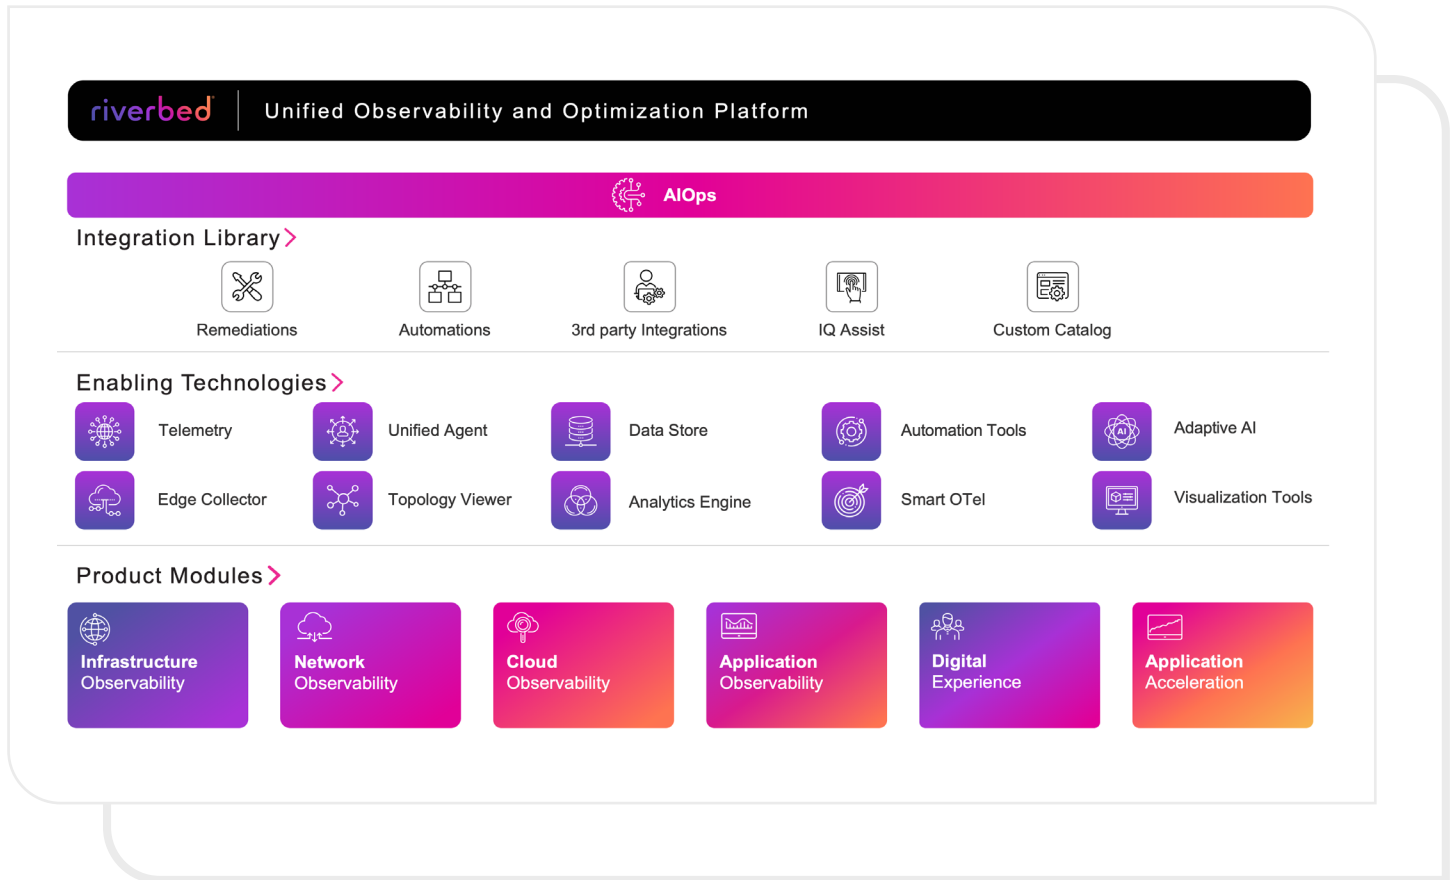 riverbed
Unified Observability and Optimization Platform
AIOps
Integration Library
Remediations
Automations
3rd party Integrations
IQ Assist
Custom Catalog
Enabling Technologies
Telemetry
Unified Agent
Data Store
Automation Tools
Adaptive AI
Edge Collector
Topology Viewer
Analytics Engine
Smart OTel
Visualization Tools
Product Modules
Infrastructure
Observability
Network
Observability
Cloud
Observability
Application
Observability
Digital
Experience
Application
Acceleration